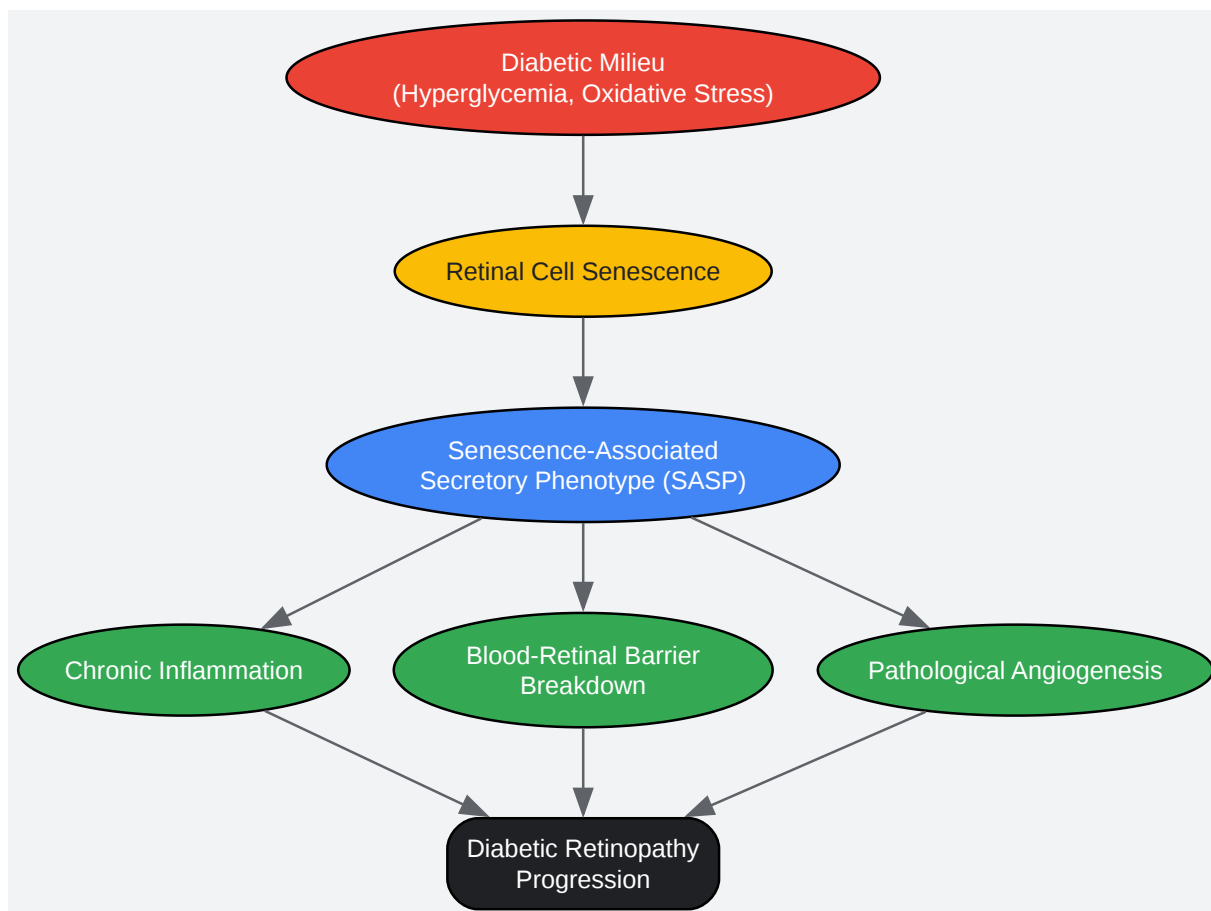 Diabetic Milieu
(Hyperglycemia, Oxidative Stress)
Retinal Cell Senescence
Senescence-Associated
Secretory Phenotype (SASP)
Chronic Inflammation
Blood-Retinal Barrier
Breakdown
Pathological Angiogenesis
Diabetic Retinopathy
Progression